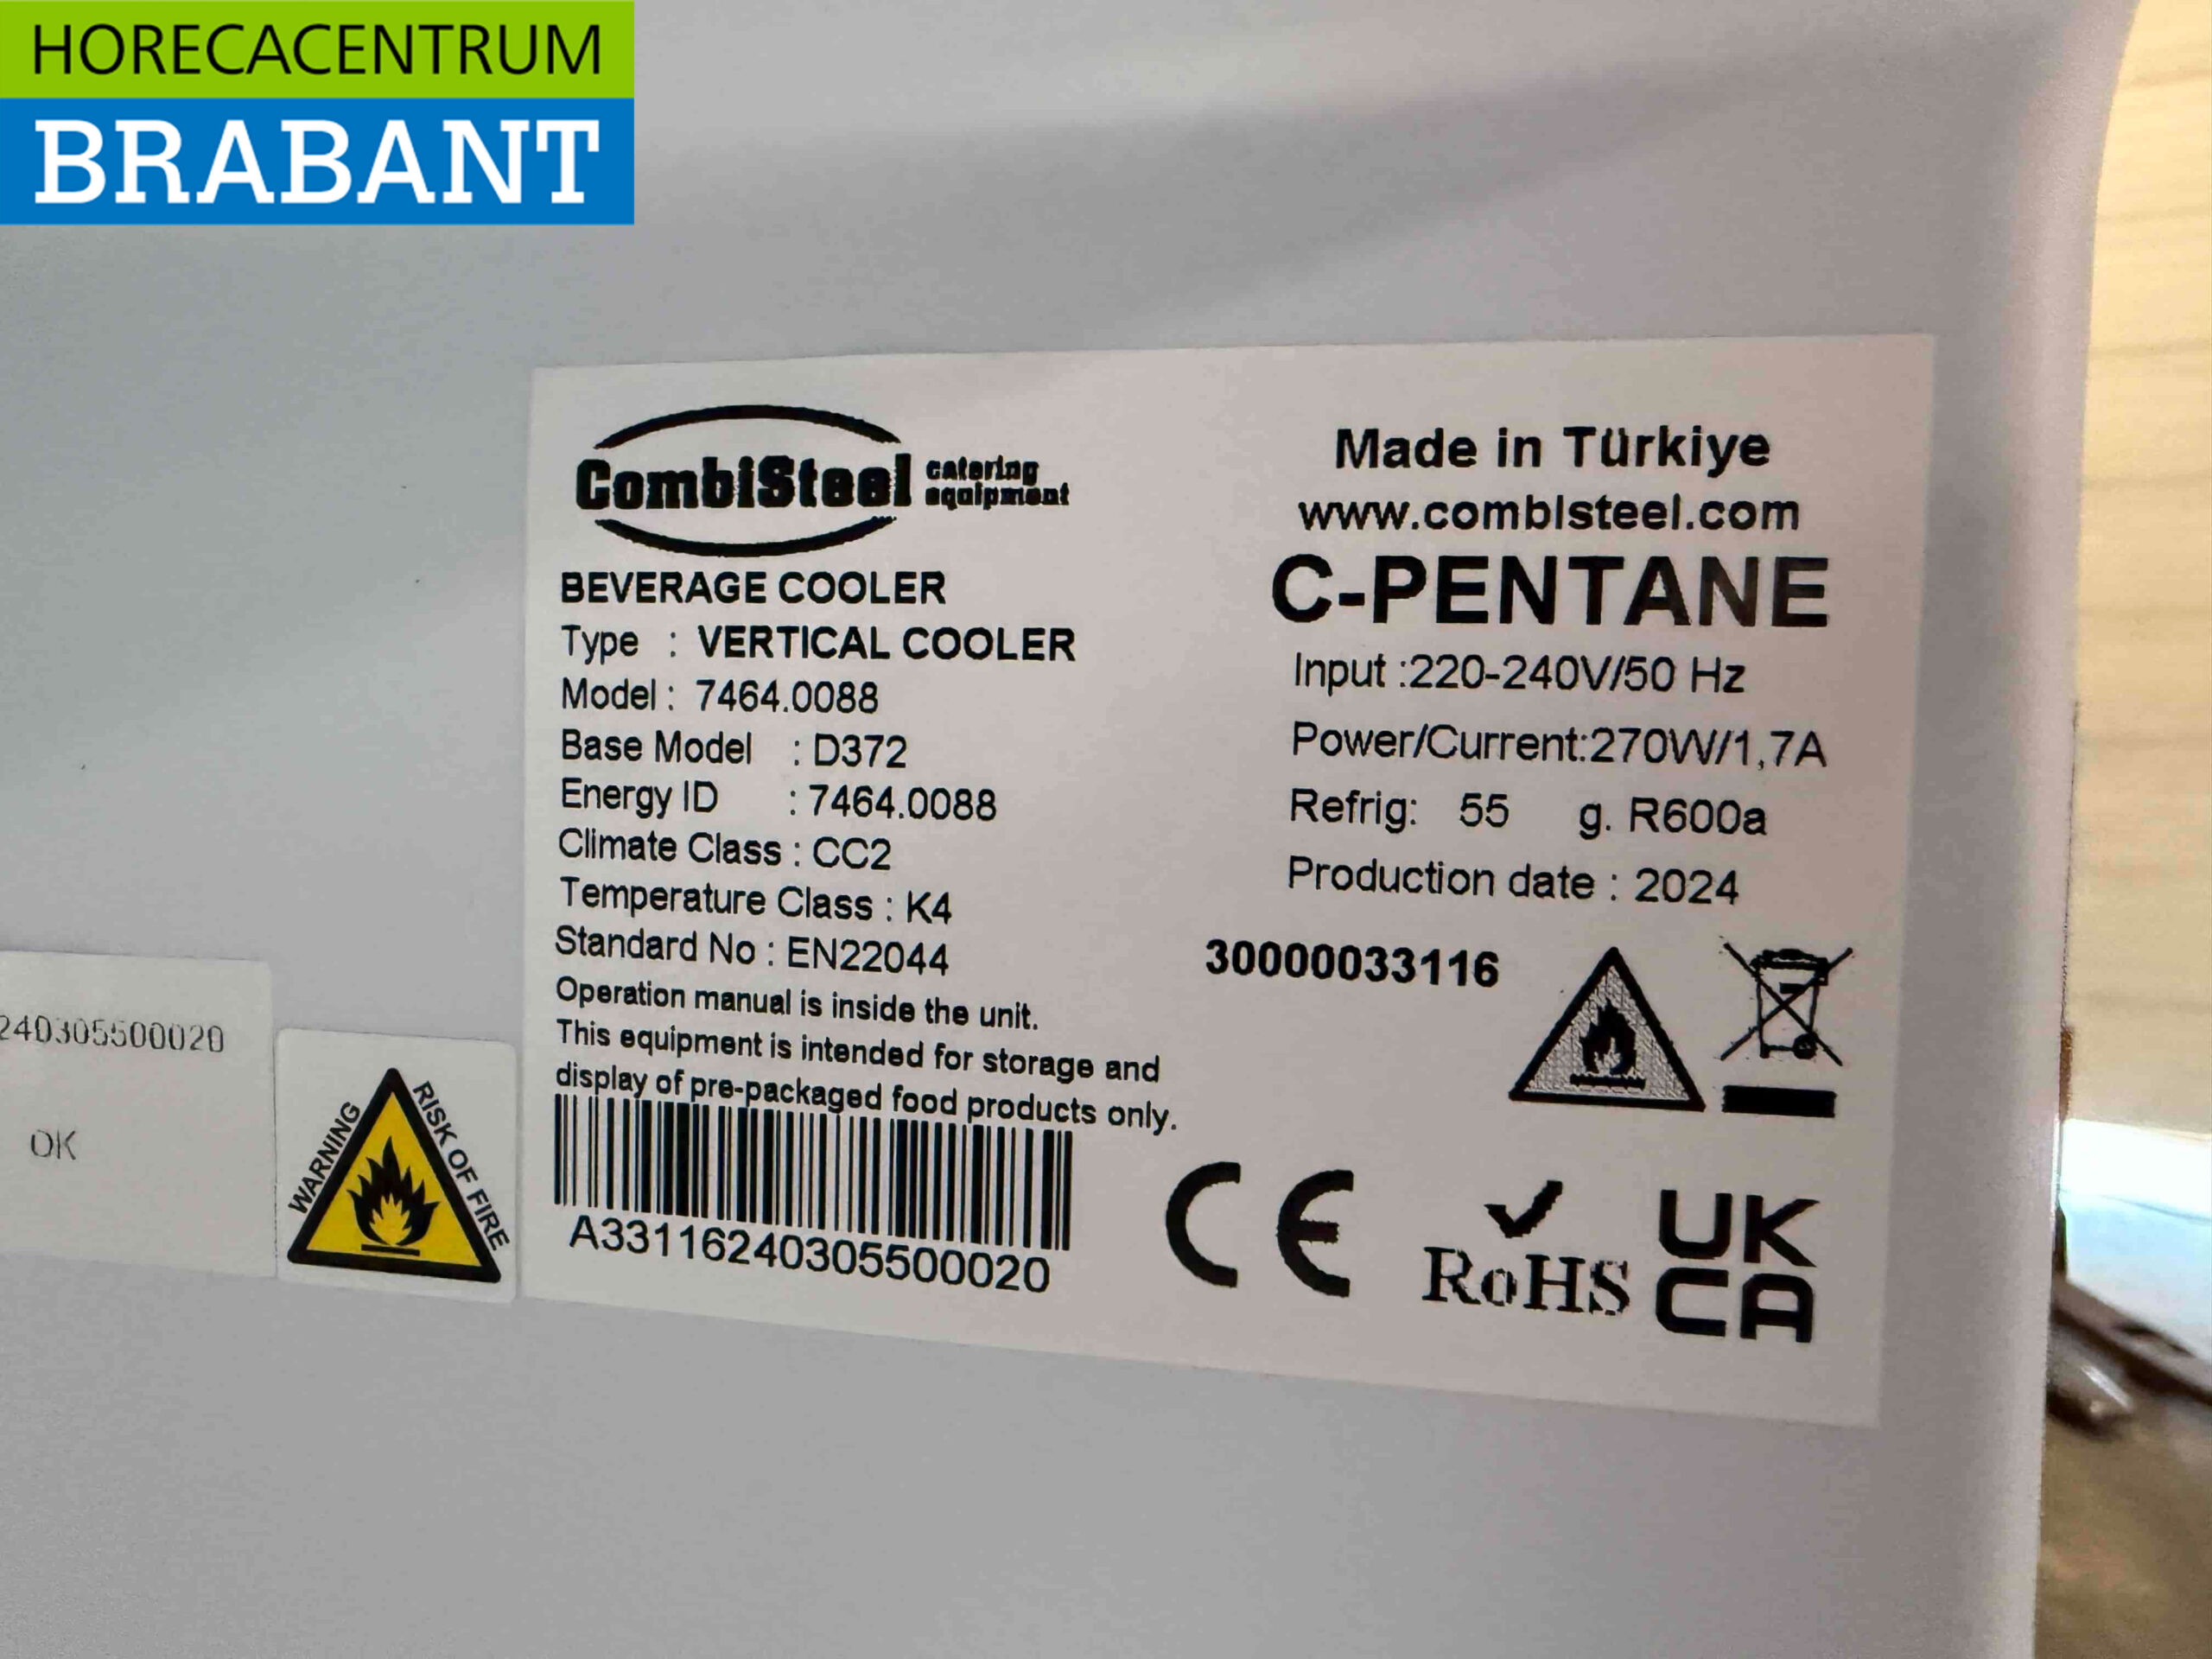 HORECACENTRUM
BRABANT
CombiSteel catering equipment
BEVERAGE COOLER
Type : VERTICAL COOLER
Model : 7464.0088
Base Model : D372
Energy ID : 7464.0088
Climate Class : CC2
Temperature Class : K4
Standard No : EN22044
Operation manual is inside the unit.
This equipment is intended for storage and
display of pre-packaged food products only.
A33116240305500020
Made in Türkiye
www.combisteel.com
C-PENTANE
Input :220-240V/50 Hz
Power/Current:270W/1,7A
Refrig: 55 g. R600a
Production date : 2024
30000033116
CE
RoHS
UK
CA
240305500020
OK
WARNING
RISK OF FIRE